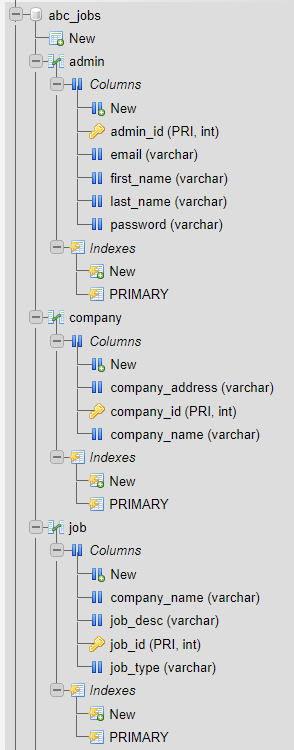 abc_jobs
New
admin
Columns
New
admin_id (PRI, int)
email (varchar)
first_name (varchar)
last_name (varchar)
password (varchar)
Indexes
New
PRIMARY
company
Columns
New
company_address (varchar)
company_id (PRI, int)
company_name (varchar)
Indexes
New
PRIMARY
job
Columns
New
company_name (varchar)
job_desc (varchar)
job_id (PRI, int)
job_type (varchar)
Indexes
New
PRIMARY